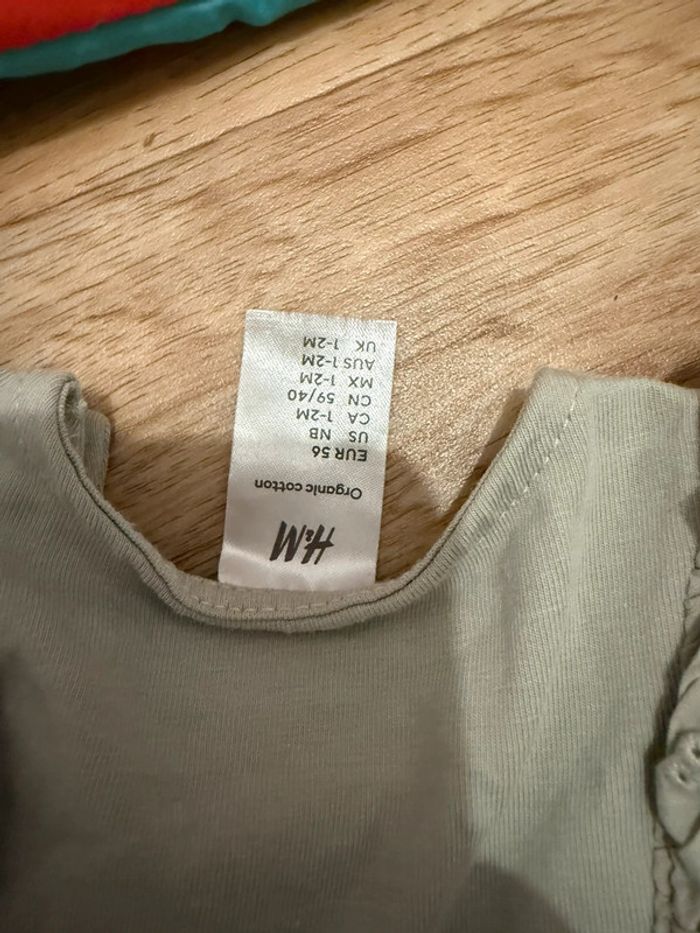 H&M
Organic cotton
EUR 56
US NB
CA 1-2M
CN 59/40
MX 1-2M
AUS 1-2M
UK 1-2M